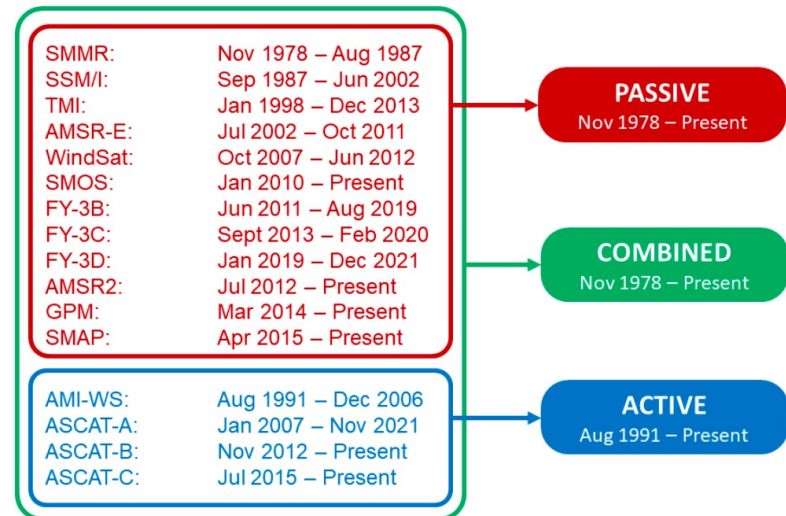 SMMR: Nov 1978 – Aug 1987
SSM/I: Sep 1987 – Jun 2002
TMI: Jan 1998 – Dec 2013
AMSR-E: Jul 2002 – Oct 2011
WindSat: Oct 2007 – Jun 2012
SMOS: Jan 2010 – Present
FY-3B: Jun 2011 – Aug 2019
FY-3C: Sept 2013 – Feb 2020
FY-3D: Jan 2019 – Dec 2021
AMSR2: Jul 2012 – Present
GPM: Mar 2014 – Present
SMAP: Apr 2015 – Present
AMI-WS: Aug 1991 – Dec 2006
ASCAT-A: Jan 2007 – Nov 2021
ASCAT-B: Nov 2012 – Present
ASCAT-C: Jul 2015 – Present
PASSIVE
Nov 1978 – Present
COMBINED
Nov 1978 – Present
ACTIVE
Aug 1991 – Present